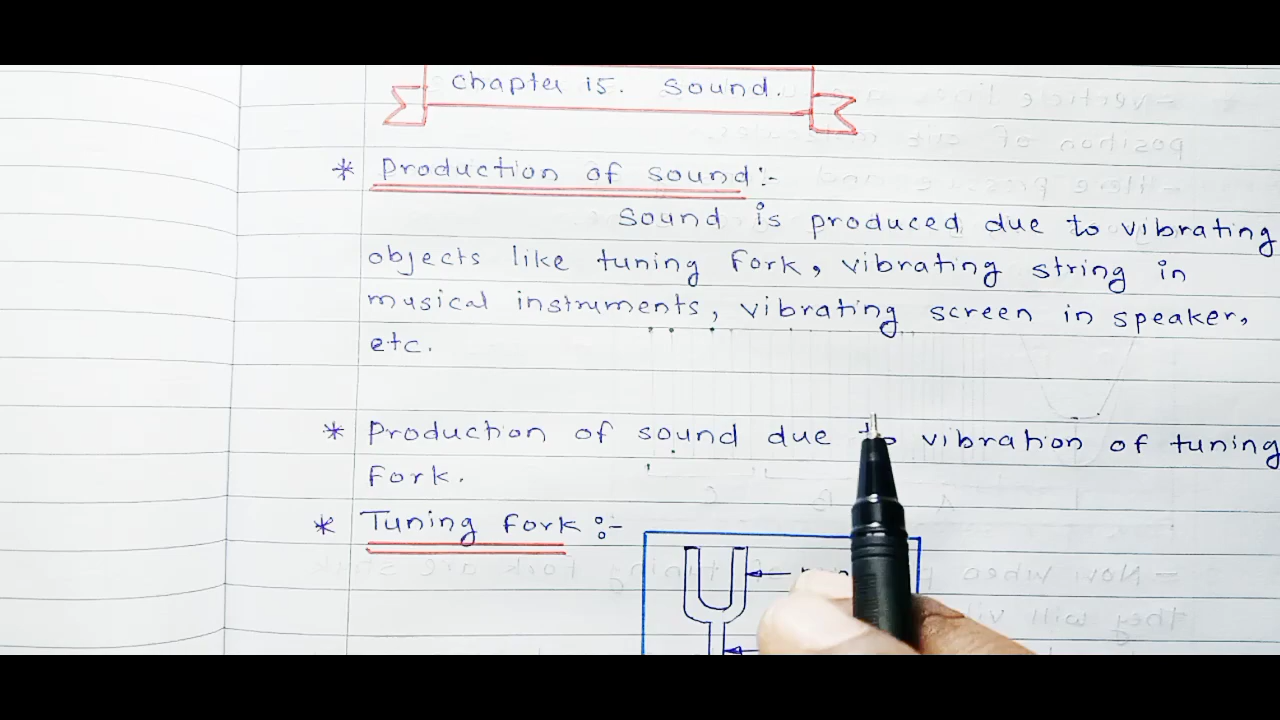 Chapter 15. Sound.
* Production of sound:-
Sound is produced due to vibrating
objects like tuning fork, vibrating string in
musical instruments, vibrating screen in speaker,
etc.
* Production of sound due to vibration of tuning
fork.
* Tuning fork :-